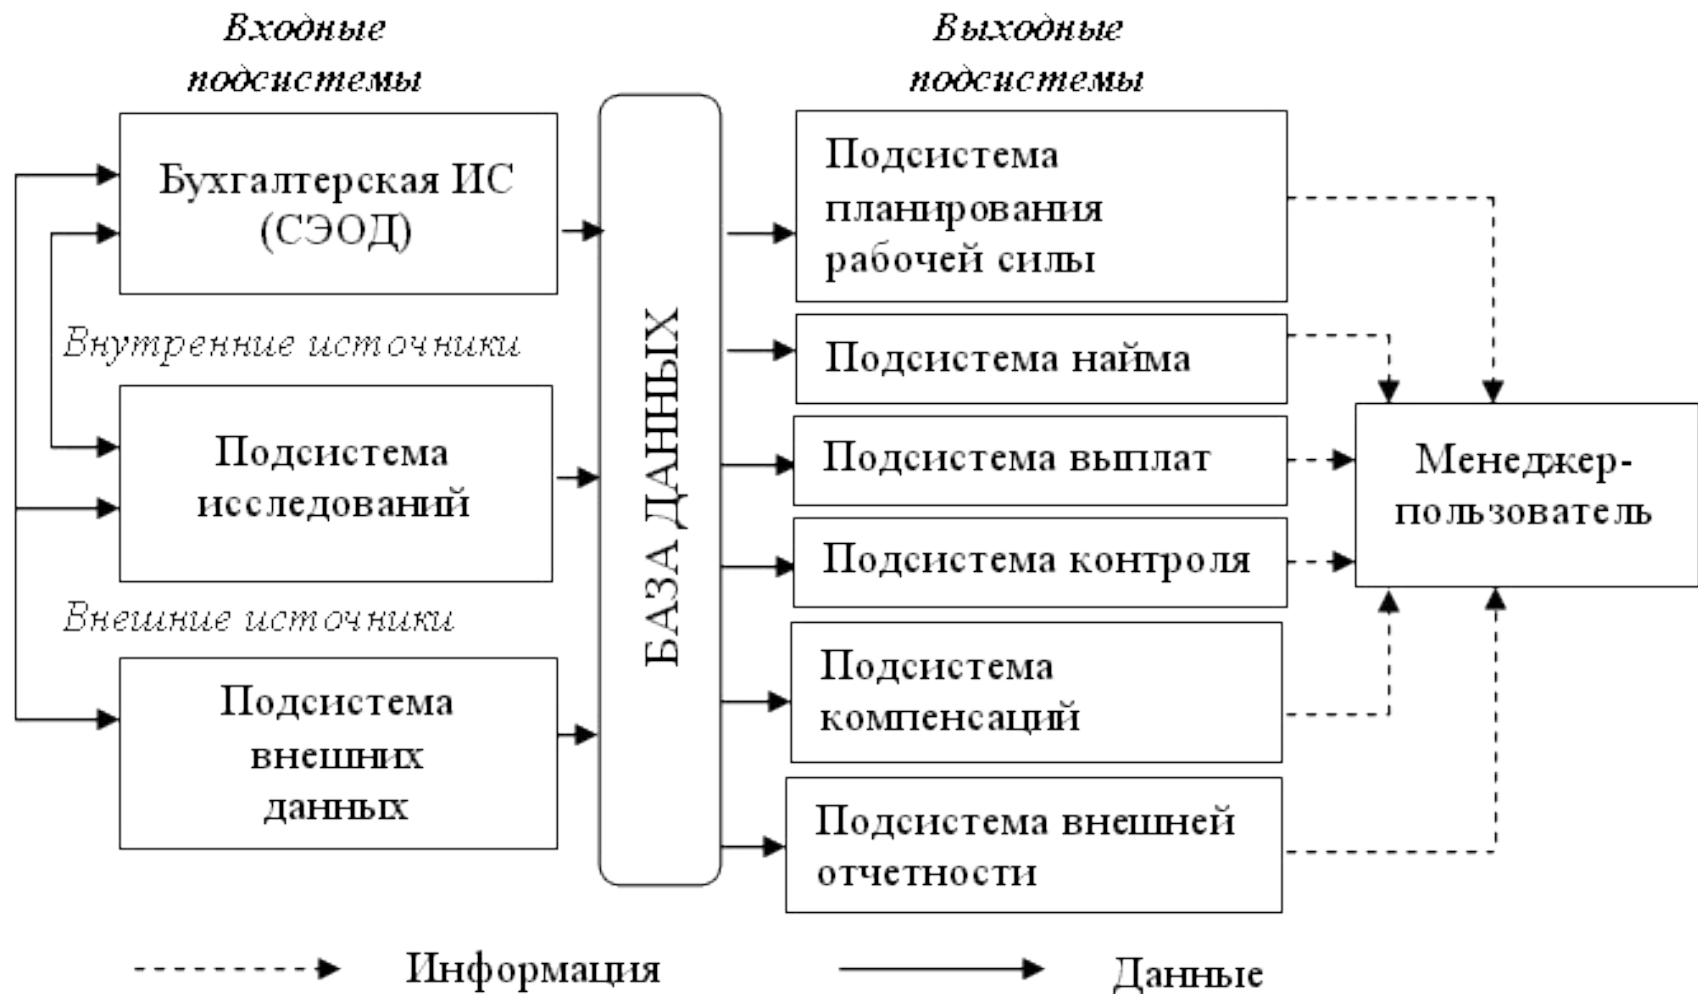 Входные
подсистемы
Выходные
подсистемы
Бухгалтерская ИС
(СЭОД)
Внутренние источники
Подсистема
исследований
Внешние источники
Подсистема
внешних
данных
БАЗА ДАННЫХ
Подсистема
планирования
рабочей силы
Подсистема найма
Подсистема выплат
Подсистема контроля
Подсистема
компенсаций
Подсистема внешней
отчетности
Менеджер-
пользователь
Информация
Данные